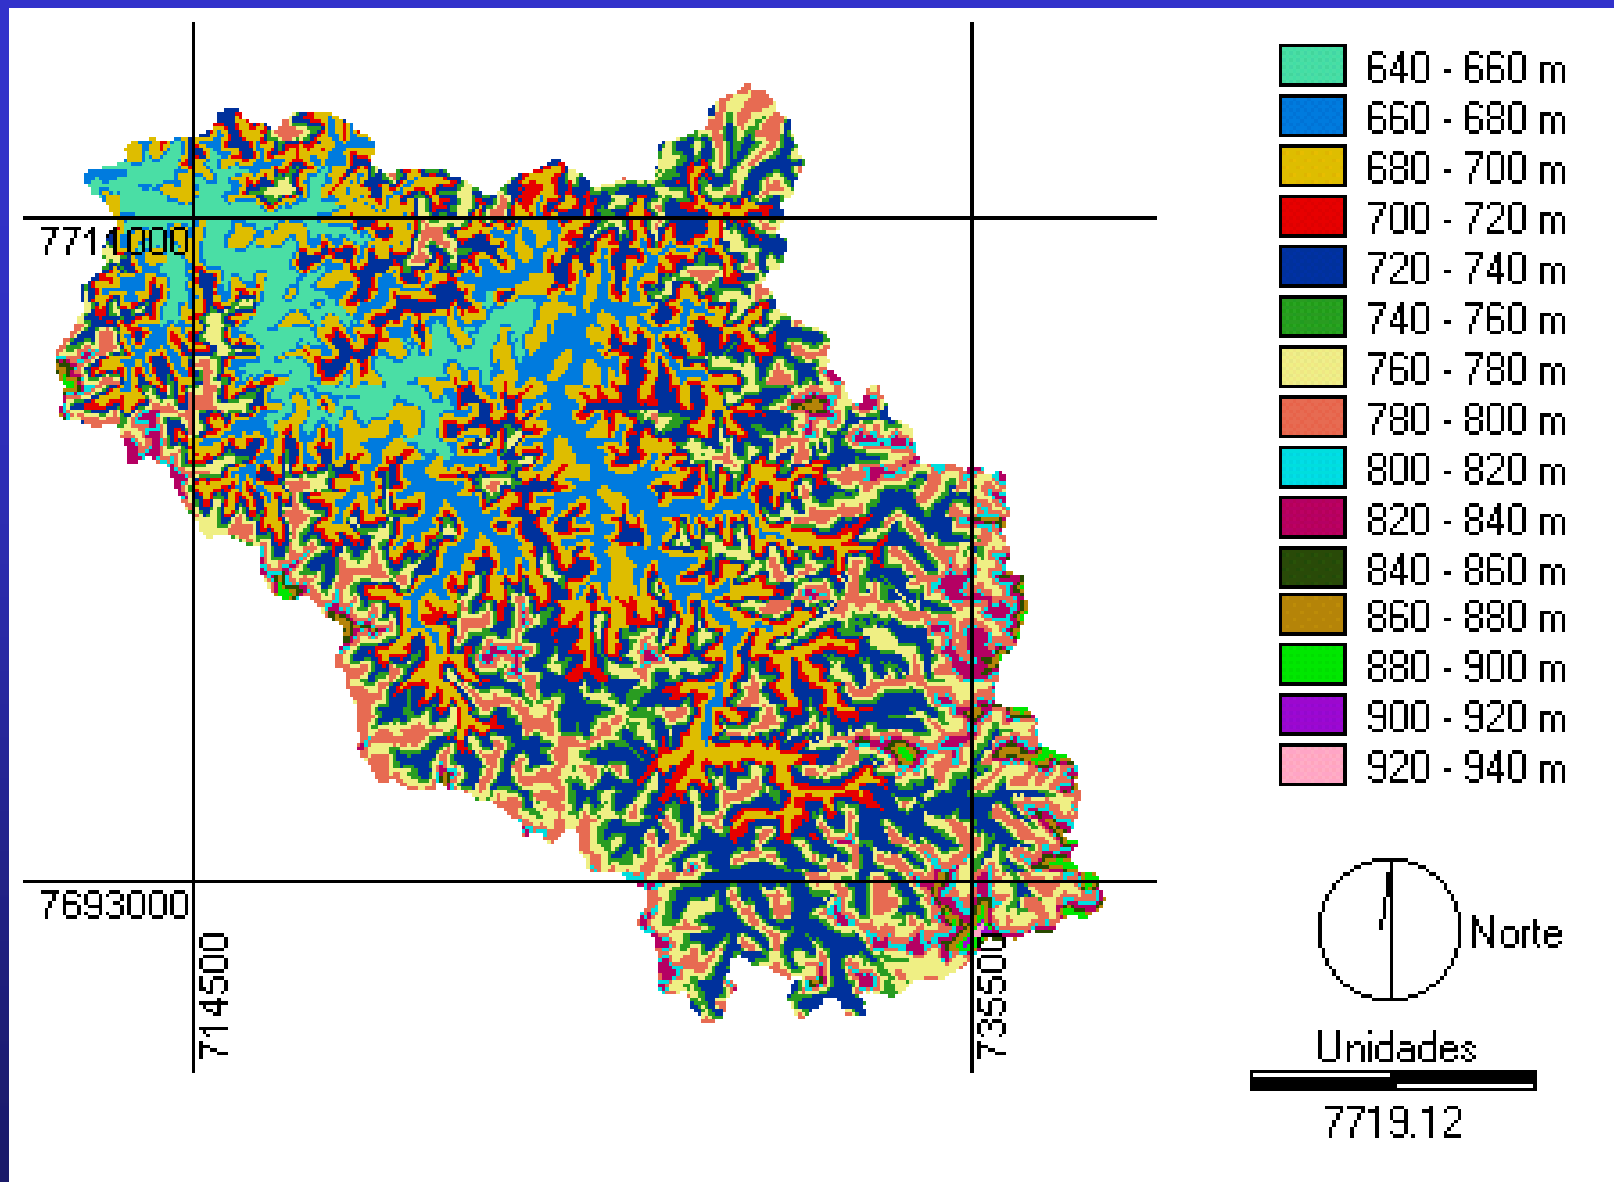 7711000
7693000
714500
735500
640 - 660 m
660 - 680 m
680 - 700 m
700 - 720 m
720 - 740 m
740 - 760 m
760 - 780 m
780 - 800 m
800 - 820 m
820 - 840 m
840 - 860 m
860 - 880 m
880 - 900 m
900 - 920 m
920 - 940 m
Norte
Unidades
7719.12